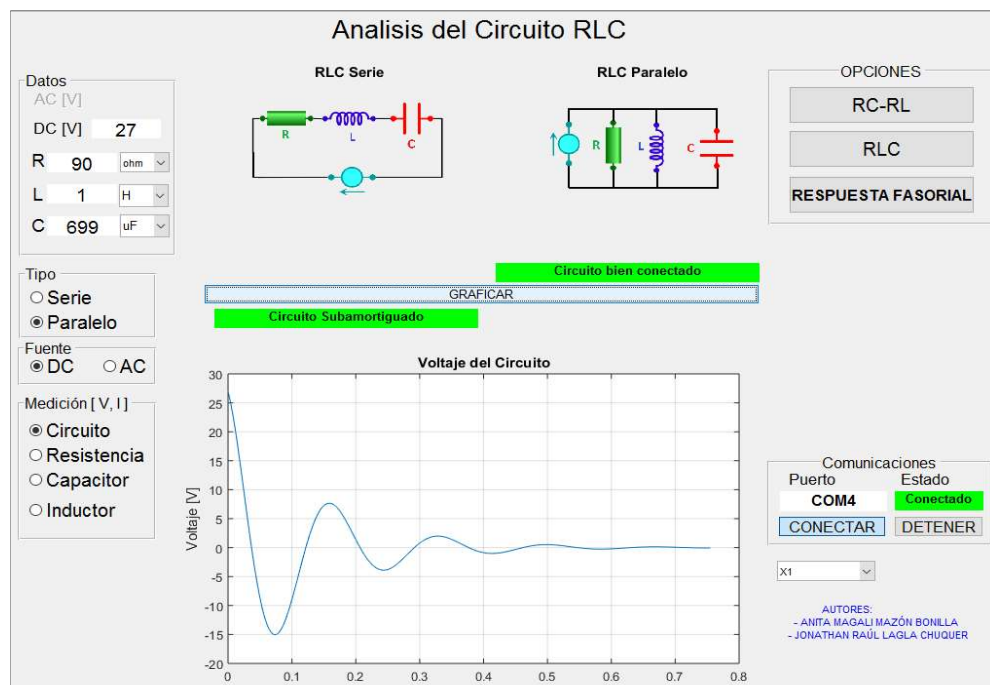 Analisis del Circuito RLC
Datos
AC [V]
DC [V] 27
R 90 ohm
L 1 H
C 699 uF
Tipo
Serie
Paralelo
Fuente
DC AC
Medición [ V, I ]
Circuito
Resistencia
Capacitor
Inductor
RLC Serie
R
L
C
RLC Paralelo
R L C
OPCIONES
RC-RL
RLC
RESPUESTA FASORIAL
Circuito bien conectado
GRAFICAR
Circuito Subamortiguado
Voltaje del Circuito
Voltaje [V]
30
25
20
15
10
5
0
-5
-10
-15
-20
0 0.1 0.2 0.3 0.4 0.5 0.6 0.7 0.8
Comunicaciones
Puerto Estado
COM4 Conectado
CONECTAR DETENER
X1
AUTORES:
- ANITA MAGALI MAZÓN BONILLA
- JONATHAN RAÚL LAGLA CHUQUER